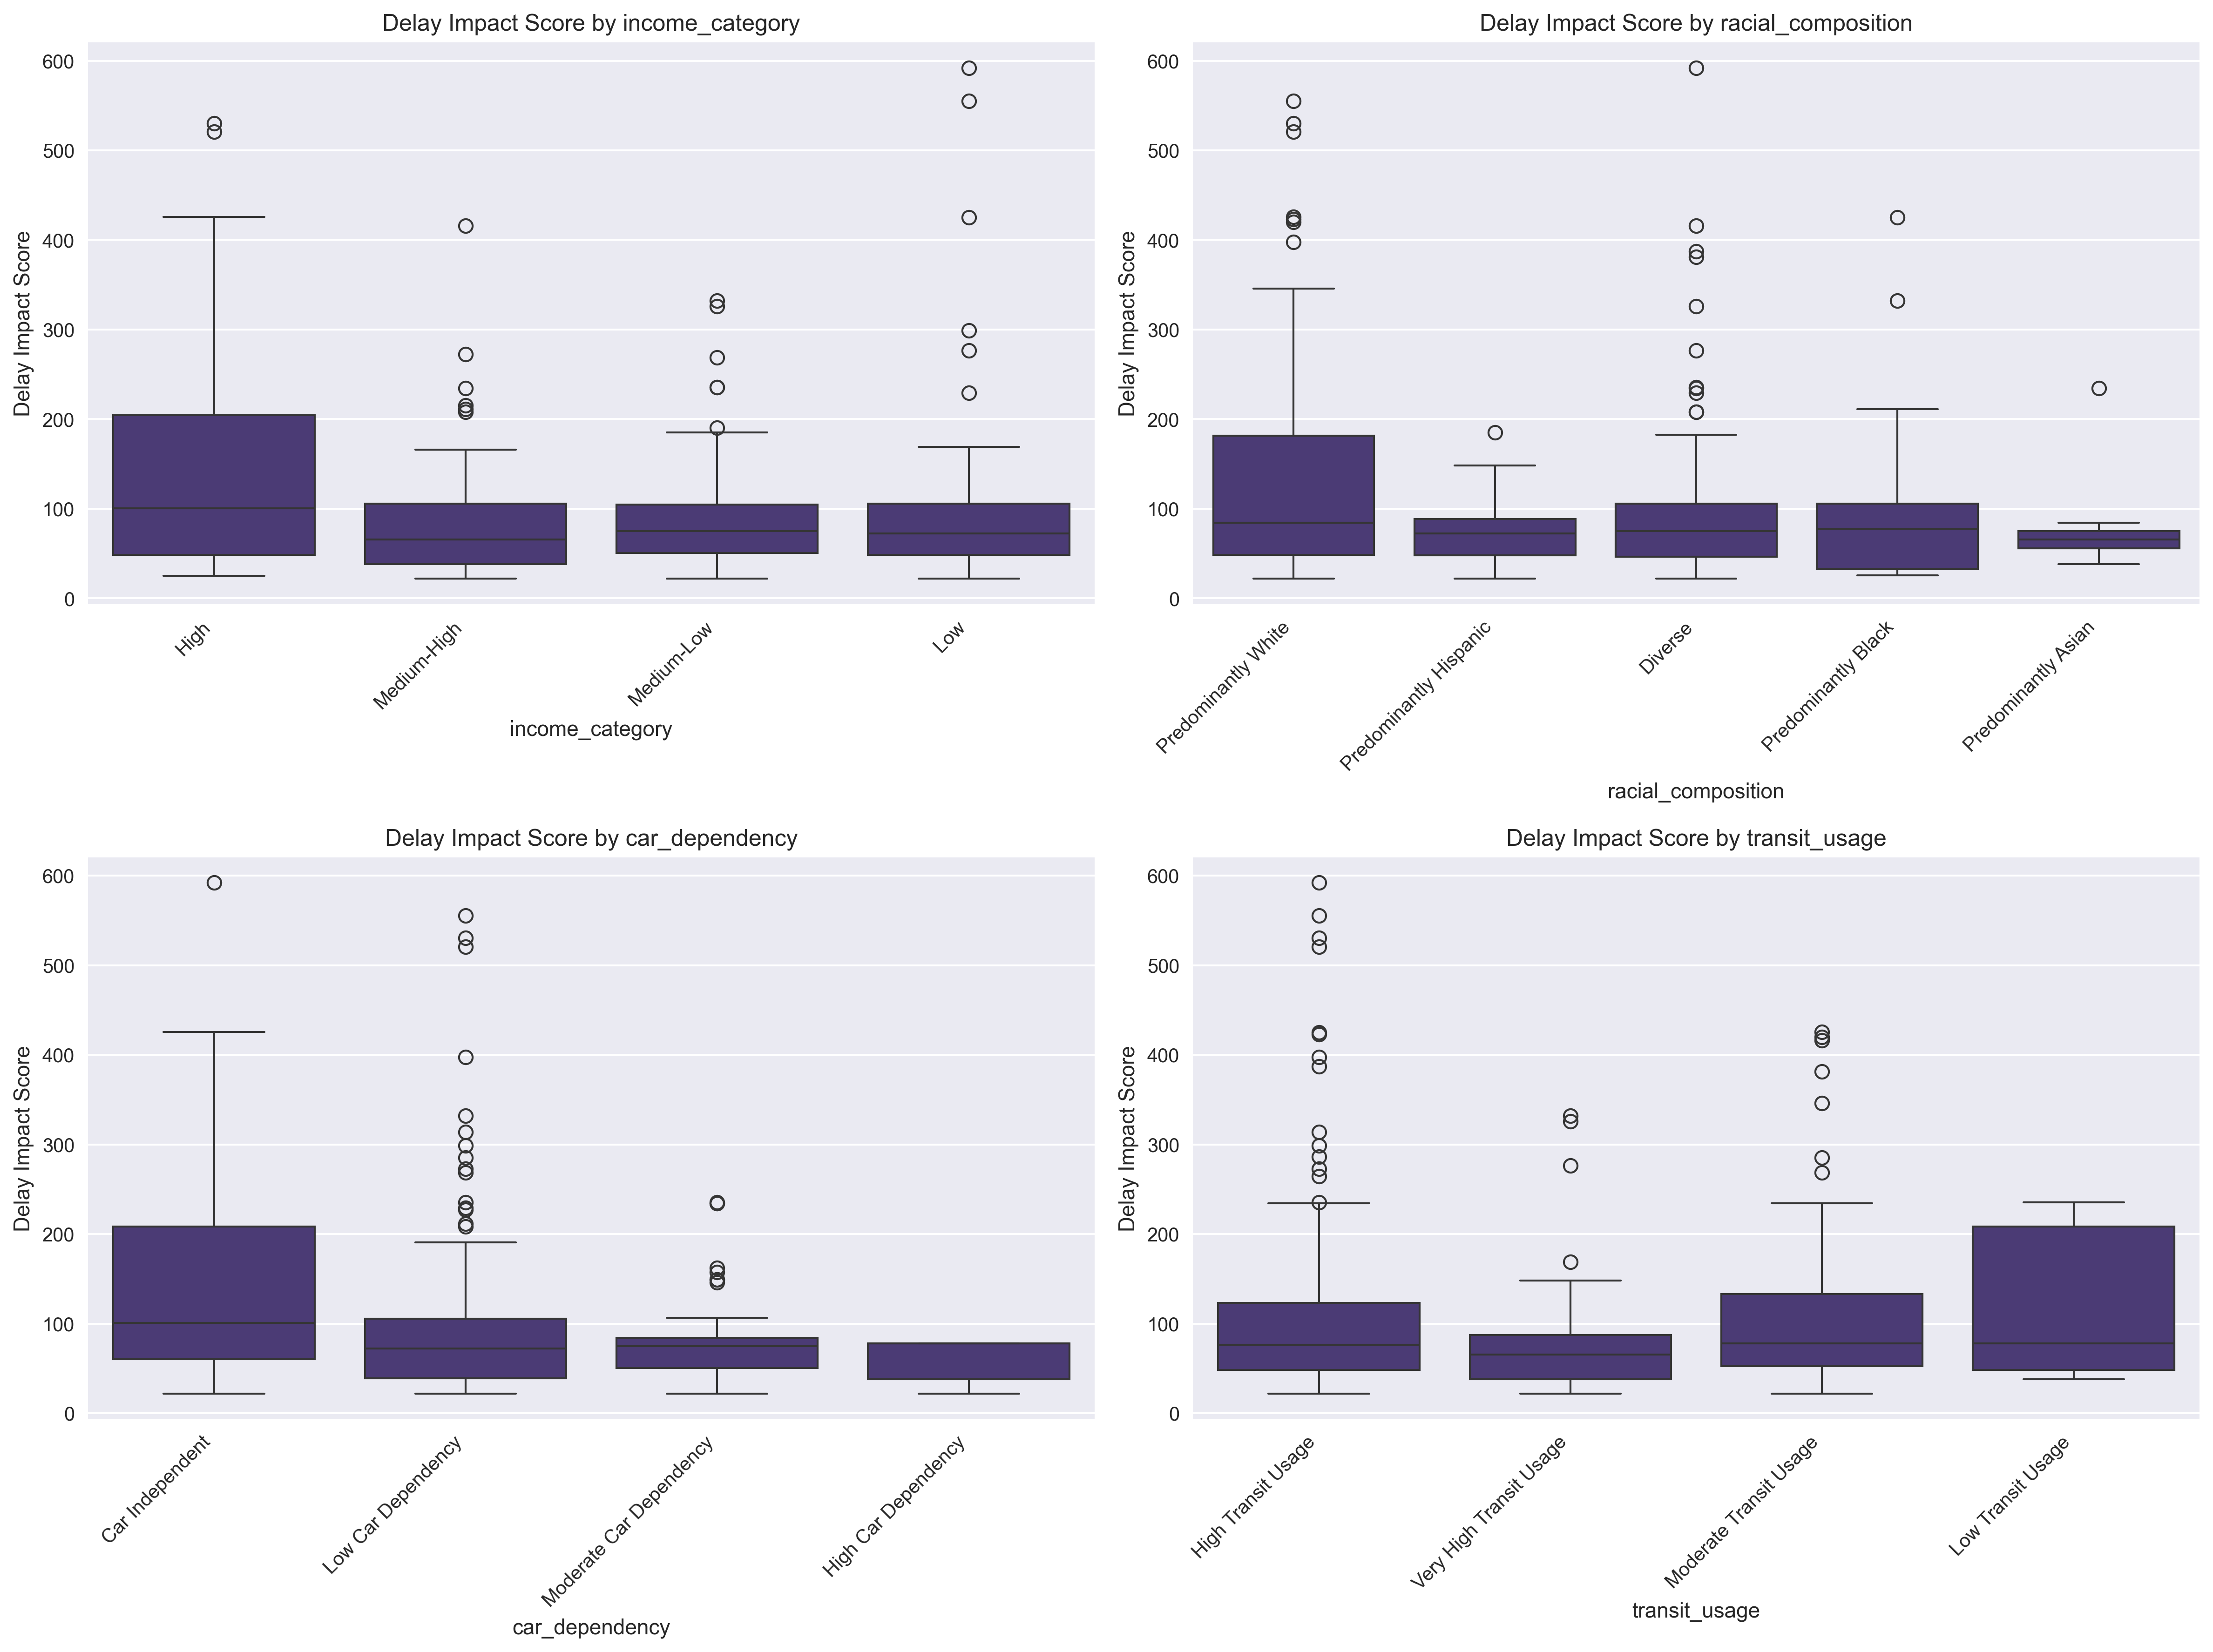 Delay Impact Score by income_category
Delay Impact Score
600
500
400
300
200
100
0
High
Medium-High
Medium-Low
Low
income_category
Delay Impact Score by racial_composition
Delay Impact Score
600
500
400
300
200
100
0
Predominantly White
Predominantly Hispanic
Diverse
Predominantly Black
Predominantly Asian
racial_composition
Delay Impact Score by car_dependency
Delay Impact Score
600
500
400
300
200
100
0
Car Independent
Low Car Dependency
Moderate Car Dependency
High Car Dependency
car_dependency
Delay Impact Score by transit_usage
Delay Impact Score
600
500
400
300
200
100
0
High Transit Usage
Very High Transit Usage
Moderate Transit Usage
Low Transit Usage
transit_usage